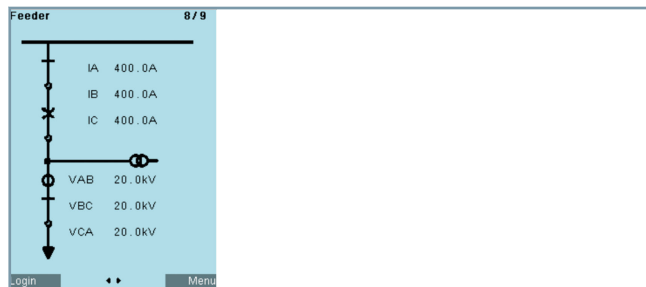 Feeder 8/9
IA 400.0A
IB 400.0A
IC 400.0A
VAB 20.0kV
VBC 20.0kV
VCA 20.0kV
Login Menu